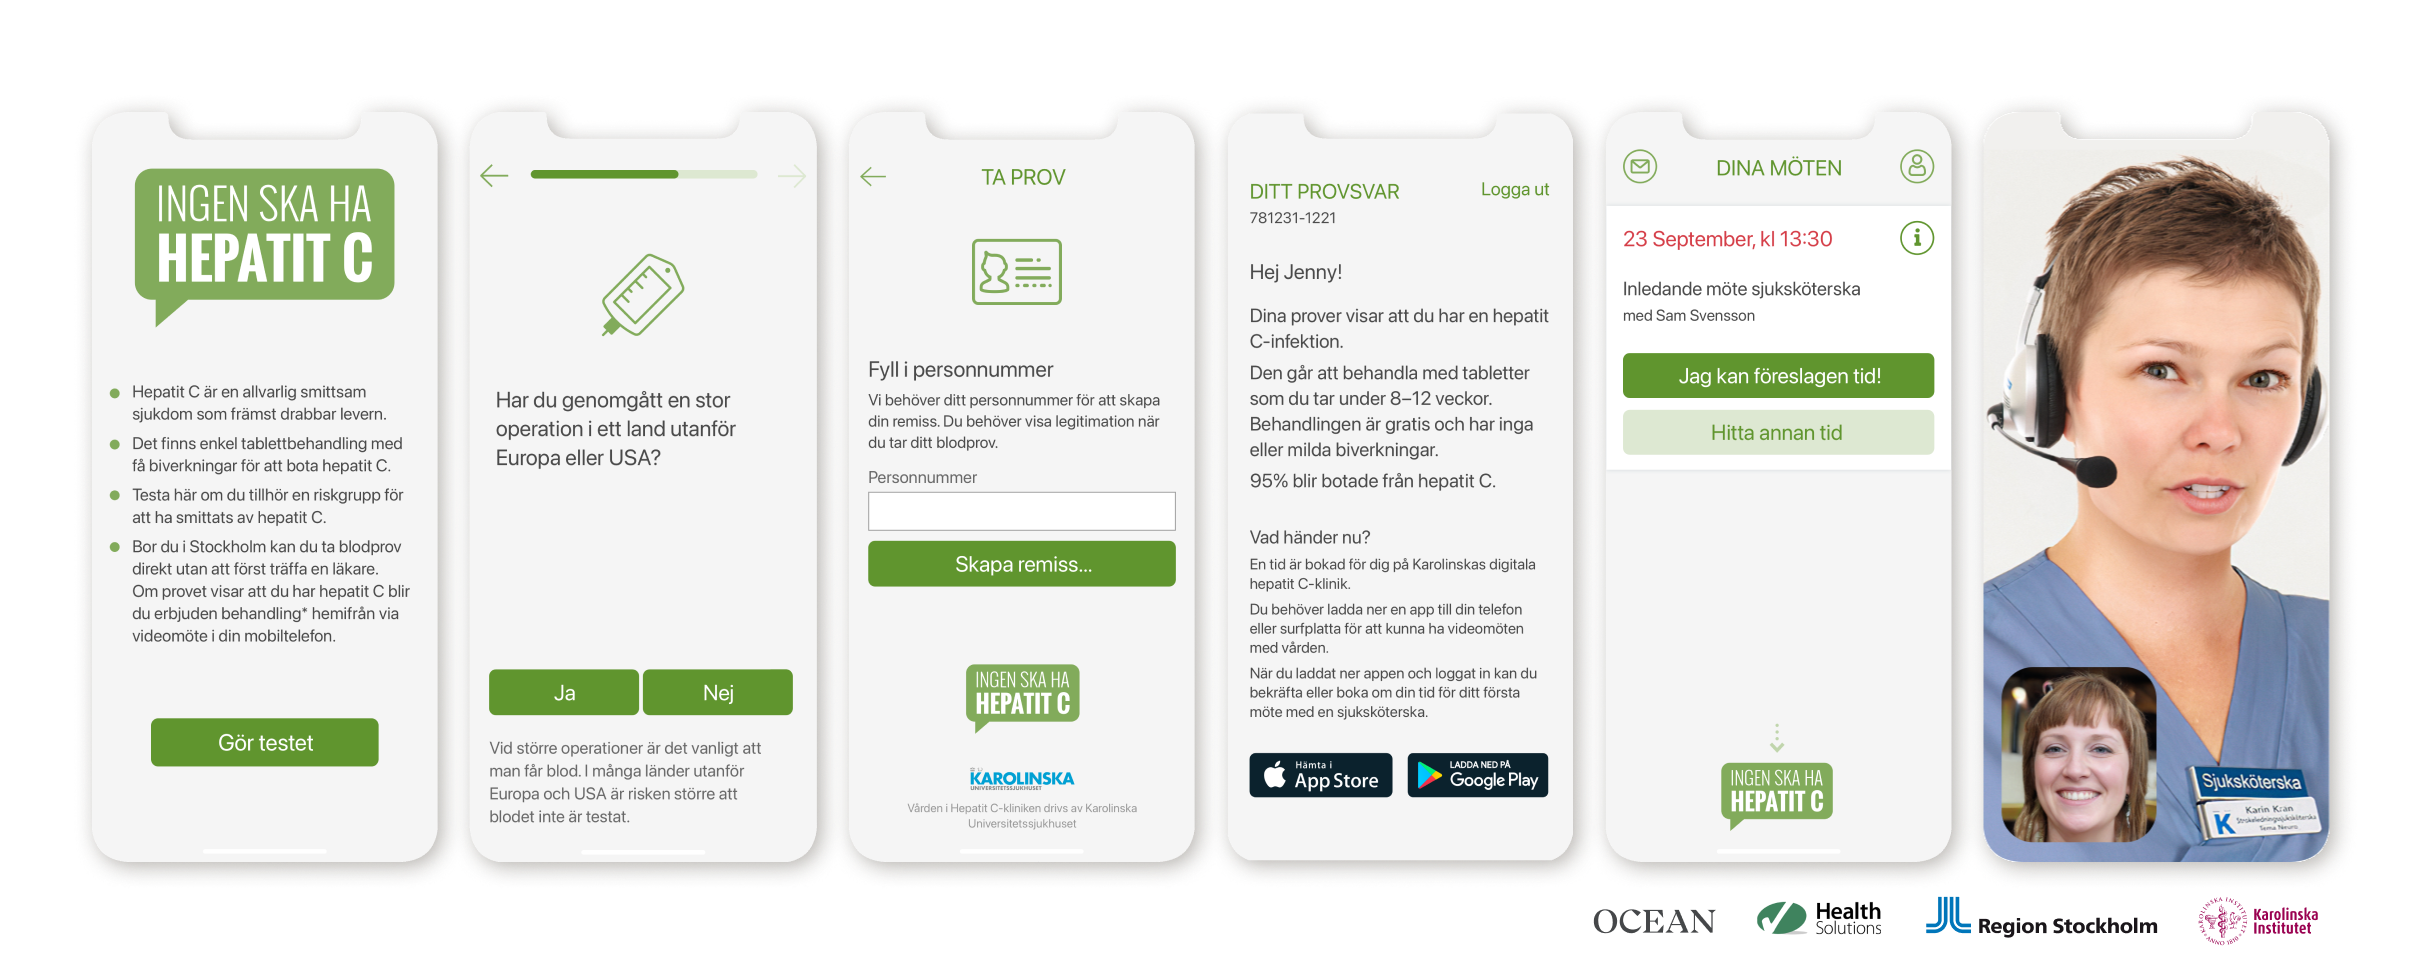 INGEN SKA HA
HEPATIT C
Hepatit C är en allvarlig smittsam
sjukdom som främst drabbar levern.
Det finns enkel tablettbehandling med
få biverkningar för att bota hepatit C.
Testa här om du tillhör en riskgrupp för
att ha smittats av hepatit C.
Bor du i Stockholm kan du ta blodprov
direkt utan att först träffa en läkare.
Om provet visar att du har hepatit C blir
du erbjuden behandling* hemifrån via
videomöte i din mobiltelefon.
Gör testet
Har du genomgått en stor
operation i ett land utanför
Europa eller USA?
Ja
Nej
Vid större operationer är det vanligt att
man får blod. I många länder utanför
Europa och USA är risken större att
blodet inte är testat.
TA PROV
Fyll i personnummer
Vi behöver ditt personnummer för att skapa
din remiss. Du behöver visa legitimation när
du tar ditt blodprov.
Personnummer
Skapa remiss...
INGEN SKA HA
HEPATIT C
KAROLINSKA
UNIVERSITETSSJUKHUSET
Vården i Hepatit C-kliniken drivs av Karolinska
Universitetssjukhuset
DITT PROVSVAR
Logga ut
781231-1221
Hej Jenny!
Dina prover visar att du har en hepatit
C-infektion.
Den går att behandla med tabletter
som du tar under 8–12 veckor.
Behandlingen är gratis och har inga
eller milda biverkningar.
95% blir botade från hepatit C.
Vad händer nu?
En tid är bokad för dig på Karolinskas digitala
hepatit C-klinik.
Du behöver ladda ner en app till din telefon
eller surfplatta för att kunna ha videomöten
med vården.
När du laddat ner appen och loggat in kan du
bekräfta eller boka om din tid för ditt första
möte med en sjuksköterska.
Hämta i
App Store
LADDA NED PÅ
Google Play
DINA MÖTEN
23 September, kl 13:30
Inledande möte sjuksköterska
med Sam Svensson
Jag kan föreslagen tid!
Hitta annan tid
INGEN SKA HA
HEPATIT C
Sjuksköterska
Karin Kran
Tema Neuro
OCEAN
Health
Solutions
Region Stockholm
KAROLINSKA INSTITUTET
ANNO 1810
Karolinska
Institutet